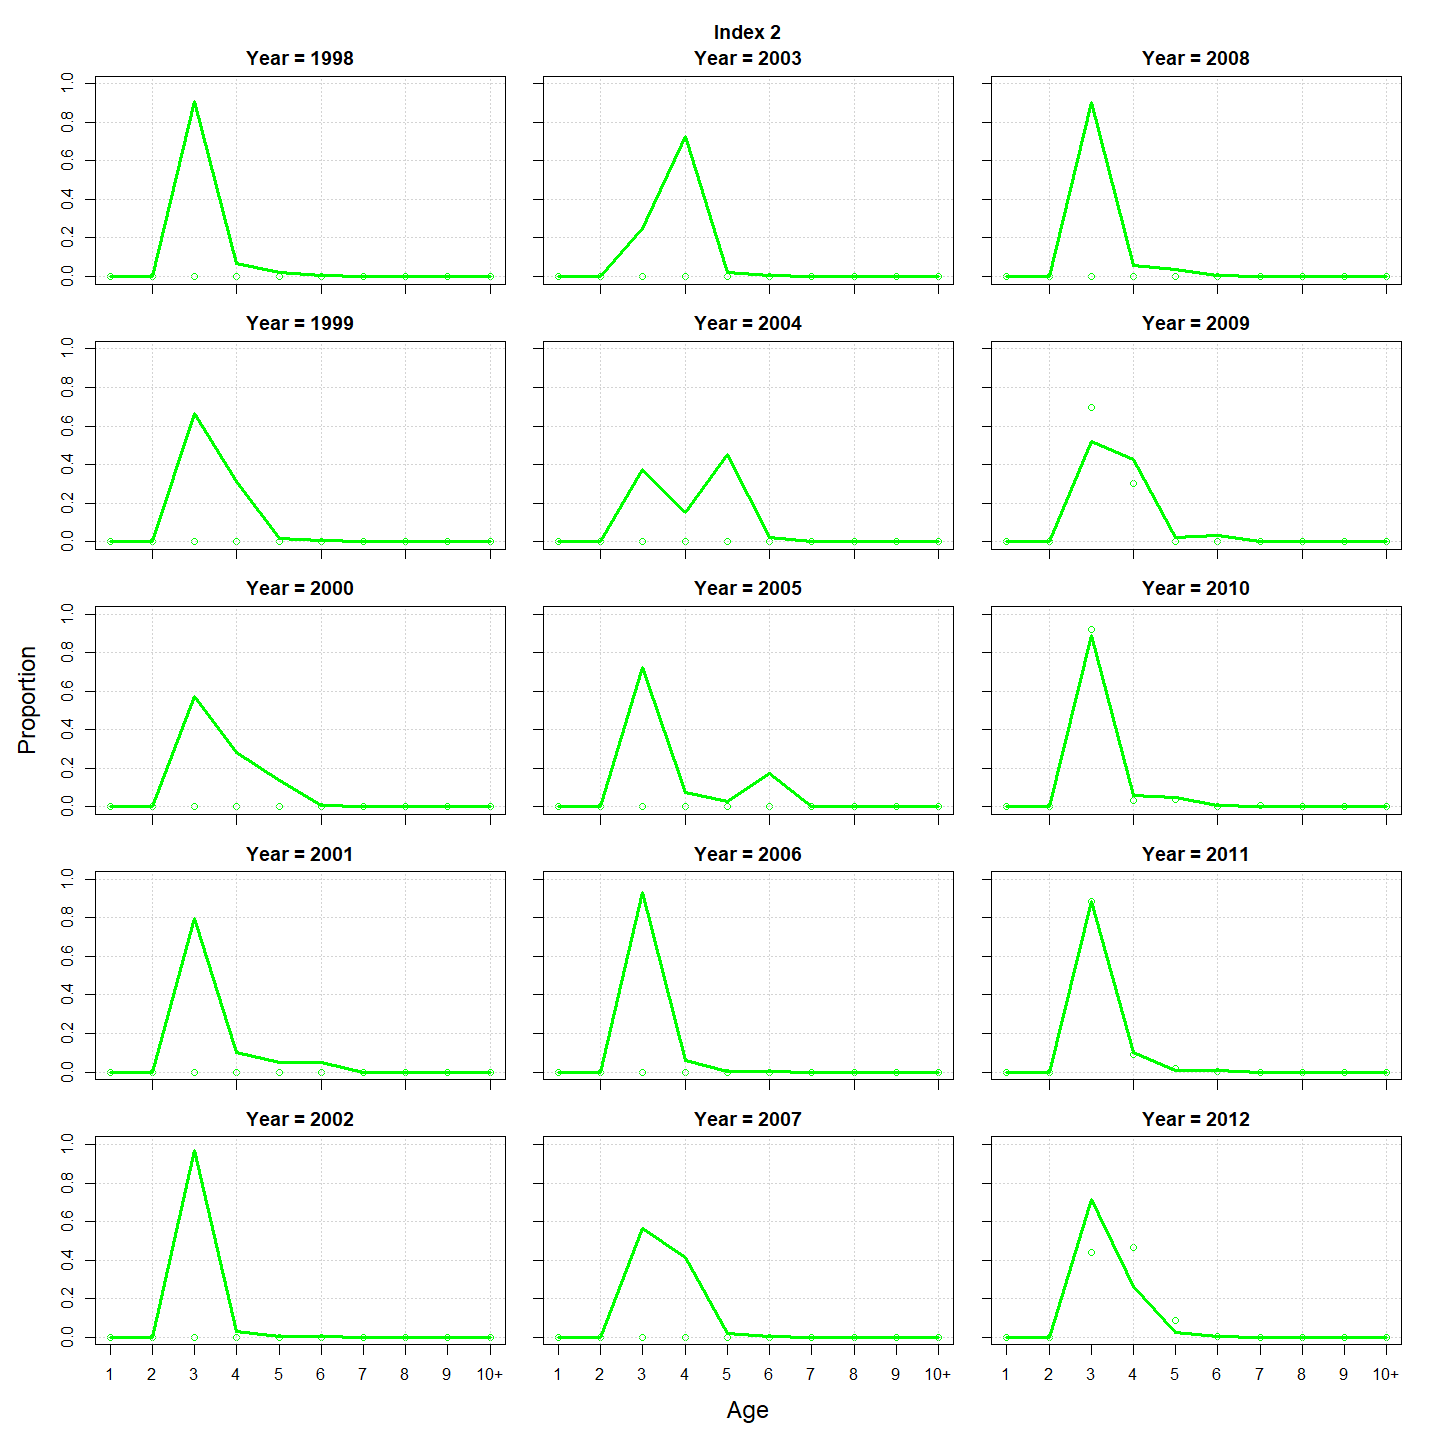 Index 2
Year = 1998 Year = 2003 Year = 2008
0.0 0.2 0.4 0.6 0.8 1.0
Year = 1999 Year = 2004 Year = 2009
0.0 0.2 0.4 0.6 0.8 1.0
Year = 2000 Year = 2005 Year = 2010
0.0 0.2 0.4 0.6 0.8 1.0
Proportion
Year = 2001 Year = 2006 Year = 2011
0.0 0.2 0.4 0.6 0.8 1.0
Year = 2002 Year = 2007 Year = 2012
0.0 0.2 0.4 0.6 0.8 1.0
1 2 3 4 5 6 7 8 9 10+ 1 2 3 4 5 6 7 8 9 10+ 1 2 3 4 5 6 7 8 9 10+
Age